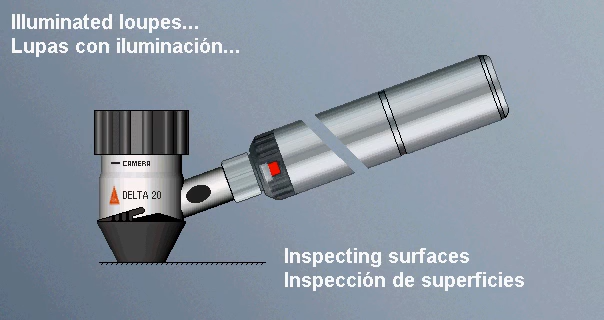 Illuminated loupes...
Lupas con iluminación...
CAMERA
DELTA 20
Inspecting surfaces
Inspección de superficies